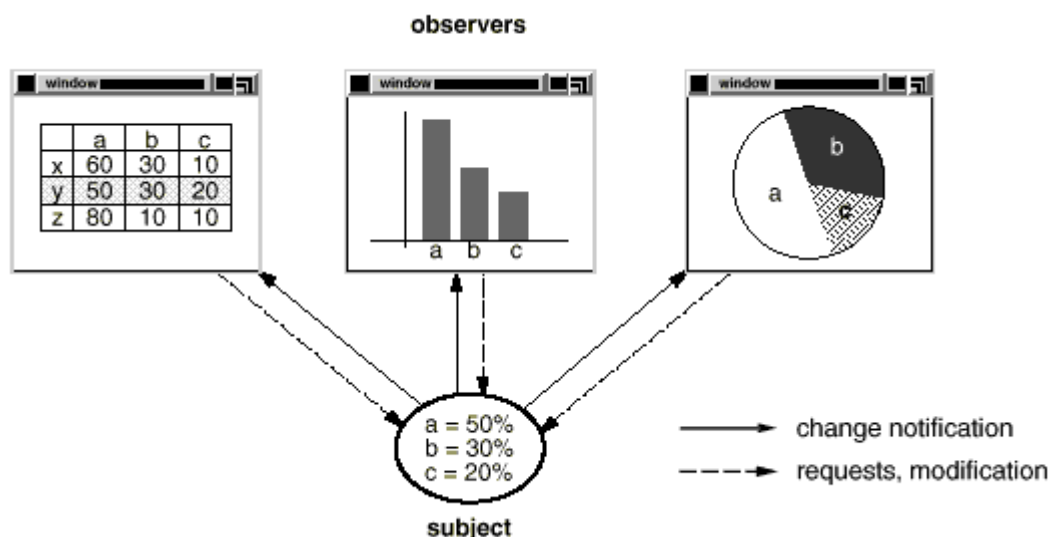 observers
window
a b c
x 60 30 10
y 50 30 20
z 80 10 10
window
a b c
window
b
a
c
a = 50%
b = 30%
c = 20%
subject
change notification
requests, modification